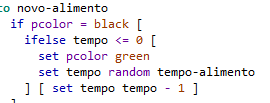 to novo-alimento
if pcolor = black [
ifelse tempo <= 0 [
set pcolor green
set tempo random tempo-alimento
] [ set tempo tempo - 1 ]
]